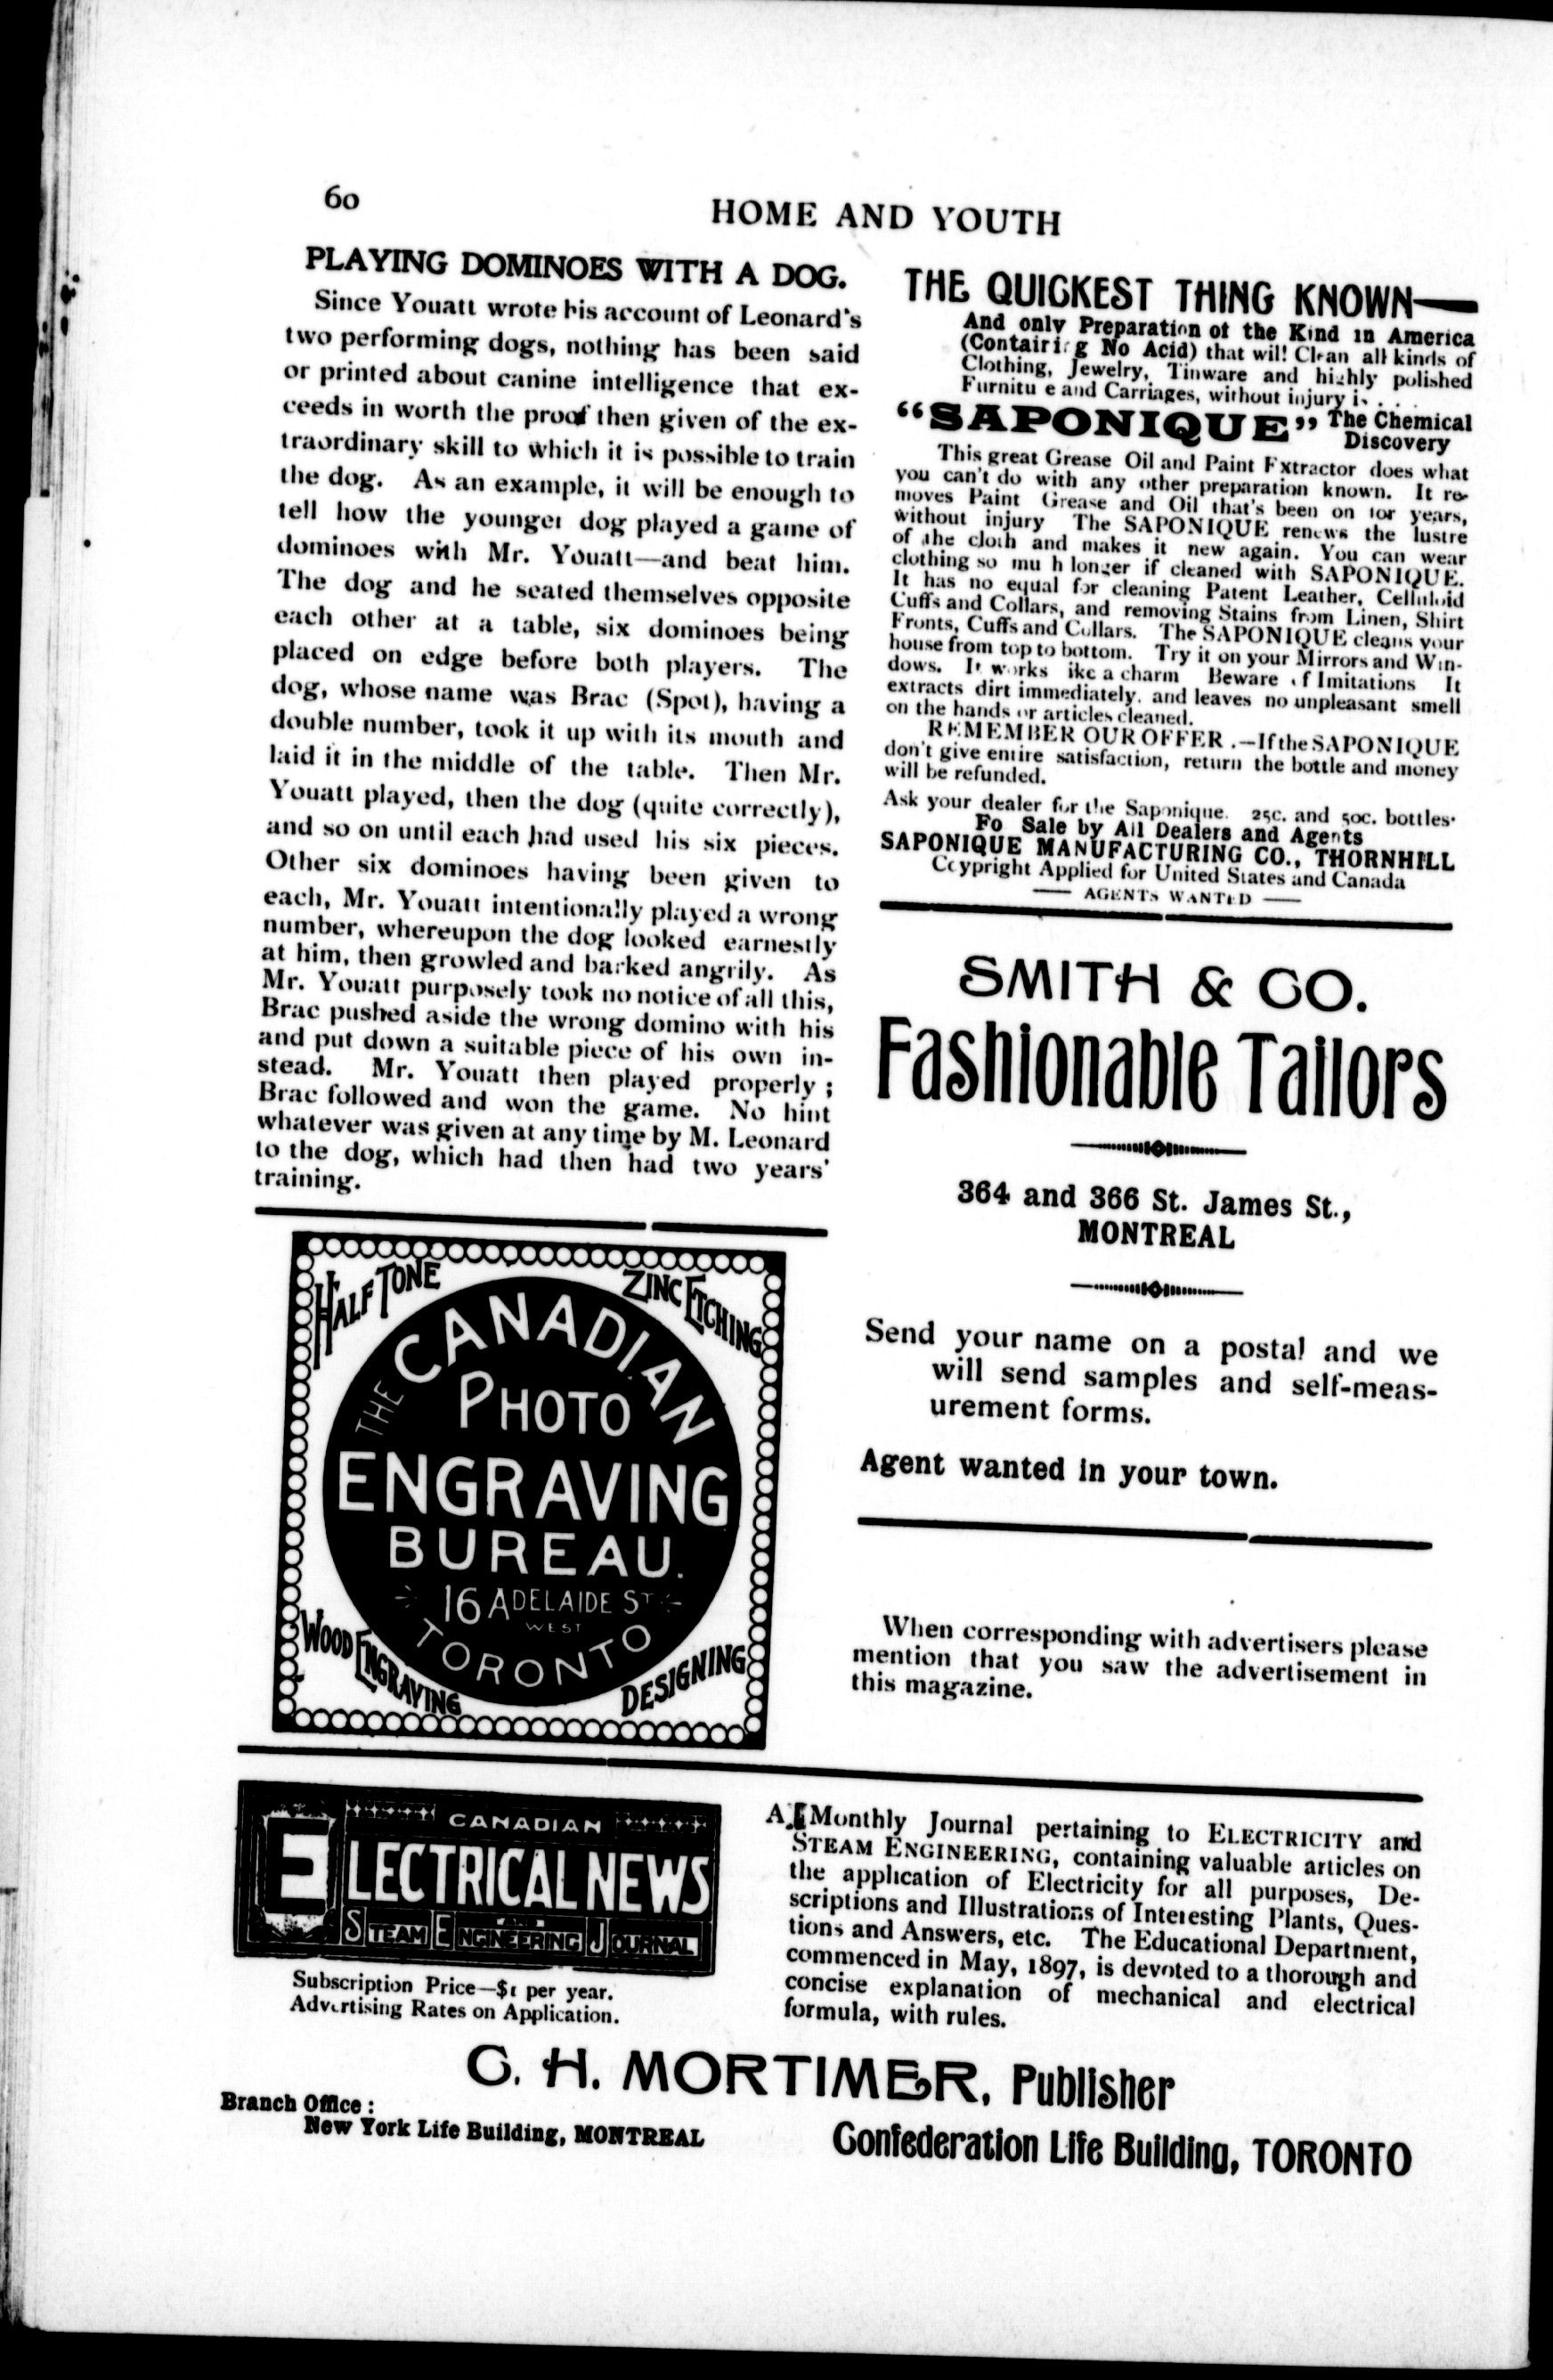 60
HOME AND YOUTH
PLAYING DOMINOES WITH A DOG.
Since Youatt wrote his account of Leonard's
two performing dogs, nothing has been said
or printed about canine intelligence that ex-
ceeds in worth the proof then given of the ex-
traordinary skill to which it is possible to train
the dog. As an example, it will be enough to
tell how the younger dog played a game of
dominoes with Mr. Youatt—and beat him.
The dog and he seated themselves opposite
each other at a table, six dominoes being
placed on edge before both players. The
dog, whose name was Brac (Spot), having a
double number, took it up with its mouth and
laid it in the middle of the table. Then Mr.
Youatt played, then the dog (quite correctly),
and so on until each had used his six pieces.
Other six dominoes having been given to
each, Mr. Youatt intentionally played a wrong
number, whereupon the dog looked earnestly
at him, then growled and barked angrily. As
Mr. Youatt purposely took no notice of all this,
Brac pushed aside the wrong domino with his
and put down a suitable piece of his own in-
stead. Mr. Youatt then played properly ;
Brac followed and won the game. No hint
whatever was given at any time by M. Leonard
to the dog, which had then had two years'
training.
HALF TONE
ZINC ETCHING
THE CANADIAN
PHOTO
ENGRAVING
BUREAU.
16 ADELAIDE ST
WEST
TORONTO
WOOD ENGRAVING
DESIGNING
THE QUICKEST THING KNOWN—
And only Preparation of the Kind in America
(Containing No Acid) that will Clean all kinds of
Clothing, Jewelry, Tinware and highly polished
Furnitu e and Carriages, without injury is . . .
"SAPONIQUE" The Chemical
Discovery
This great Grease Oil and Paint Extractor does what
you can't do with any other preparation known. It re-
moves Paint Grease and Oil that's been on for years,
without injury The SAPONIQUE renews the lustre
of the cloth and makes it new again. You can wear
clothing so mu h longer if cleaned with SAPONIQUE.
It has no equal for cleaning Patent Leather, Celluloid
Cuffs and Collars, and removing Stains from Linen, Shirt
Fronts, Cuffs and Collars. The SAPONIQUE cleans your
house from top to bottom. Try it on your Mirrors and Win-
dows. It works ike a charm Beware of Imitations It
extracts dirt immediately, and leaves no unpleasant smell
on the hands or articles cleaned.
REMEMBER OUR OFFER.—If the SAPONIQUE
don't give entire satisfaction, return the bottle and money
will be refunded.
Ask your dealer for the Saponique. 25c. and 50c. bottles.
Fo Sale by All Dealers and Agents
SAPONIQUE MANUFACTURING CO., THORNHILL
Copyright Applied for United States and Canada
— AGENTS WANTED —
SMITH & CO.
Fashionable Tailors
364 and 366 St. James St.,
MONTREAL
Send your name on a postal and we
will send samples and self-meas-
urement forms.
Agent wanted in your town.
When corresponding with advertisers please
mention that you saw the advertisement in
this magazine.
CANADIAN
ELECTRICAL NEWS
AND
STEAM ENGINEERING JOURNAL
Subscription Price—$1 per year.
Advertising Rates on Application.
A Monthly Journal pertaining to ELECTRICITY and
STEAM ENGINEERING, containing valuable articles on
the application of Electricity for all purposes, De-
scriptions and Illustrations of Interesting Plants, Ques-
tions and Answers, etc. The Educational Department,
commenced in May, 1897, is devoted to a thorough and
concise explanation of mechanical and electrical
formula, with rules.
C. H. MORTIMER, Publisher
Branch Office :
New York Life Building, MONTREAL
Confederation Life Building, TORONTO